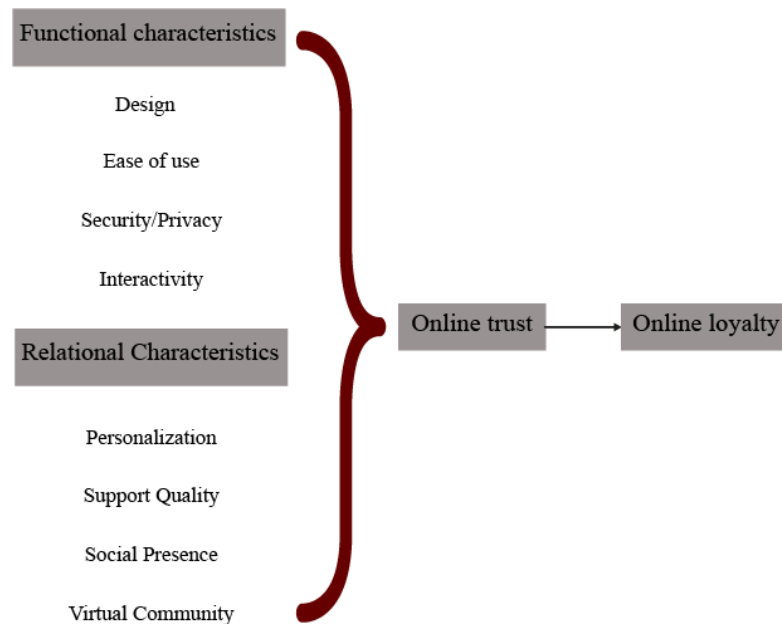 Functional characteristics
Design
Ease of use
Security/Privacy
Interactivity
Relational Characteristics
Personalization
Support Quality
Social Presence
Virtual Community
Online trust
Online loyalty